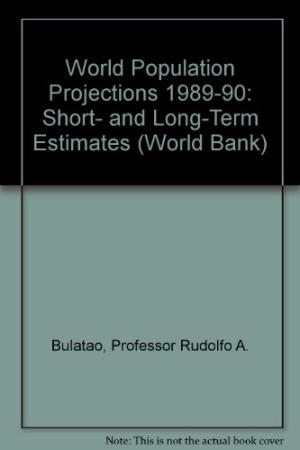 World Population
Projections 1989-90:
Short- and Long-Term
Estimates (World Bank)
Bulatao, Professor Rudolfo A.
Note: This is not the actual book cover